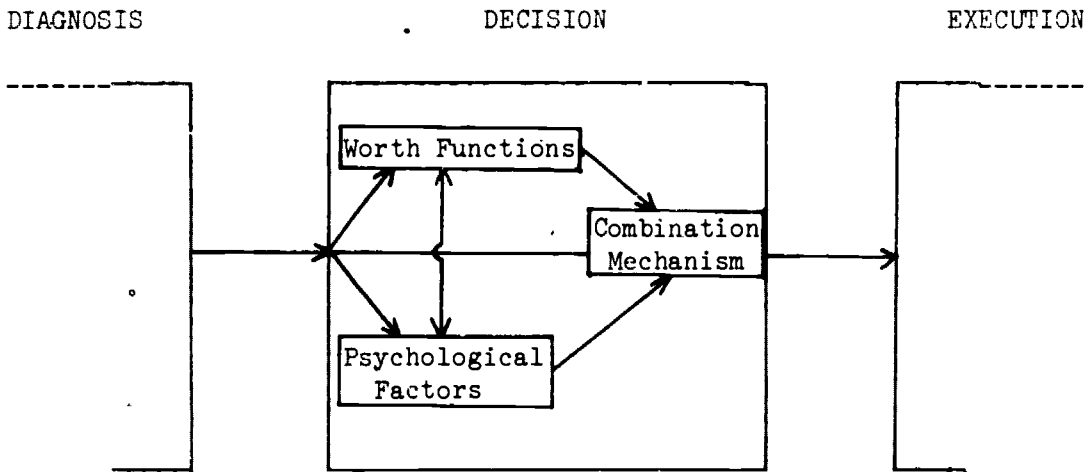 DIAGNOSIS DECISION EXECUTION
Worth Functions
Combination
Mechanism
Psychological
Factors